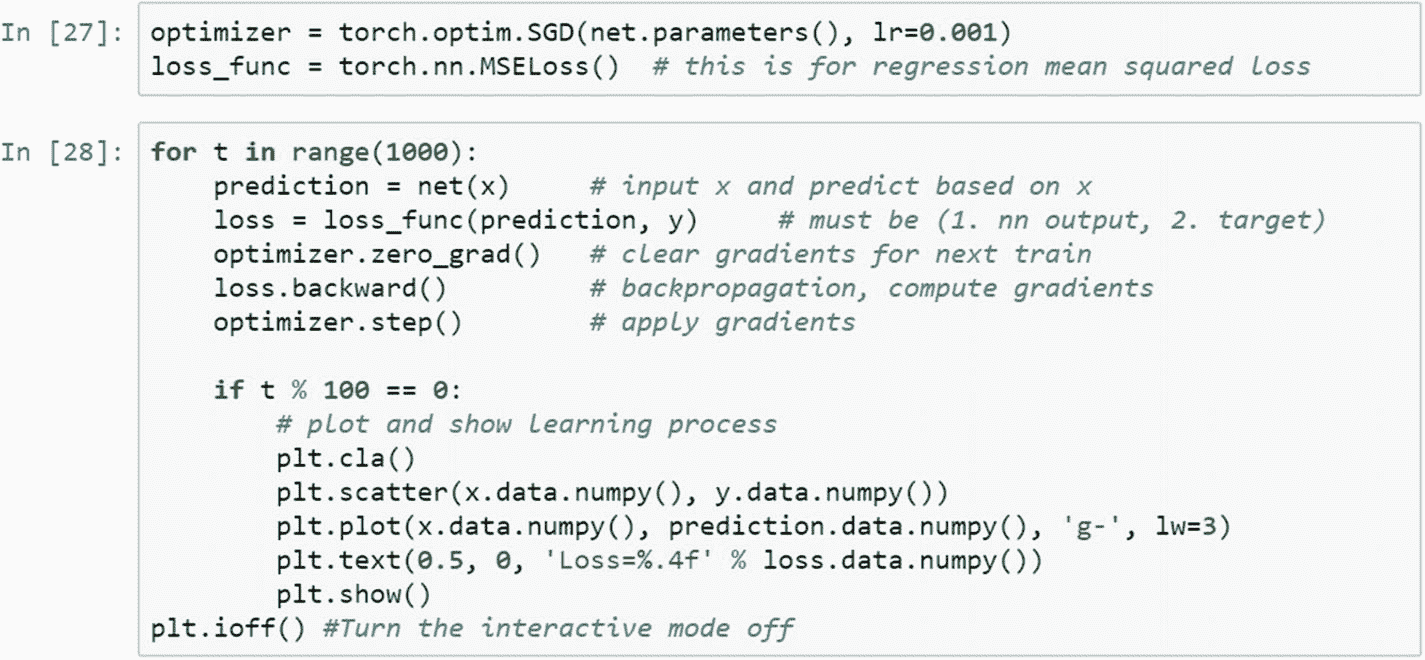 In [27]: optimizer = torch.optim.SGD(net.parameters(), lr=0.001)
loss_func = torch.nn.MSELoss()  # this is for regression mean squared loss
In [28]: for t in range(1000):
    prediction = net(x)     # input x and predict based on x
    loss = loss_func(prediction, y)     # must be (1. nn output, 2. target)
    optimizer.zero_grad()   # clear gradients for next train
    loss.backward()         # backpropagation, compute gradients
    optimizer.step()        # apply gradients
    if t % 100 == 0:
        # plot and show learning process
        plt.cla()
        plt.scatter(x.data.numpy(), y.data.numpy())
        plt.plot(x.data.numpy(), prediction.data.numpy(), 'g-', lw=3)
        plt.text(0.5, 0, 'Loss=%.4f' % loss.data.numpy())
        plt.show()
plt.ioff() #Turn the interactive mode off